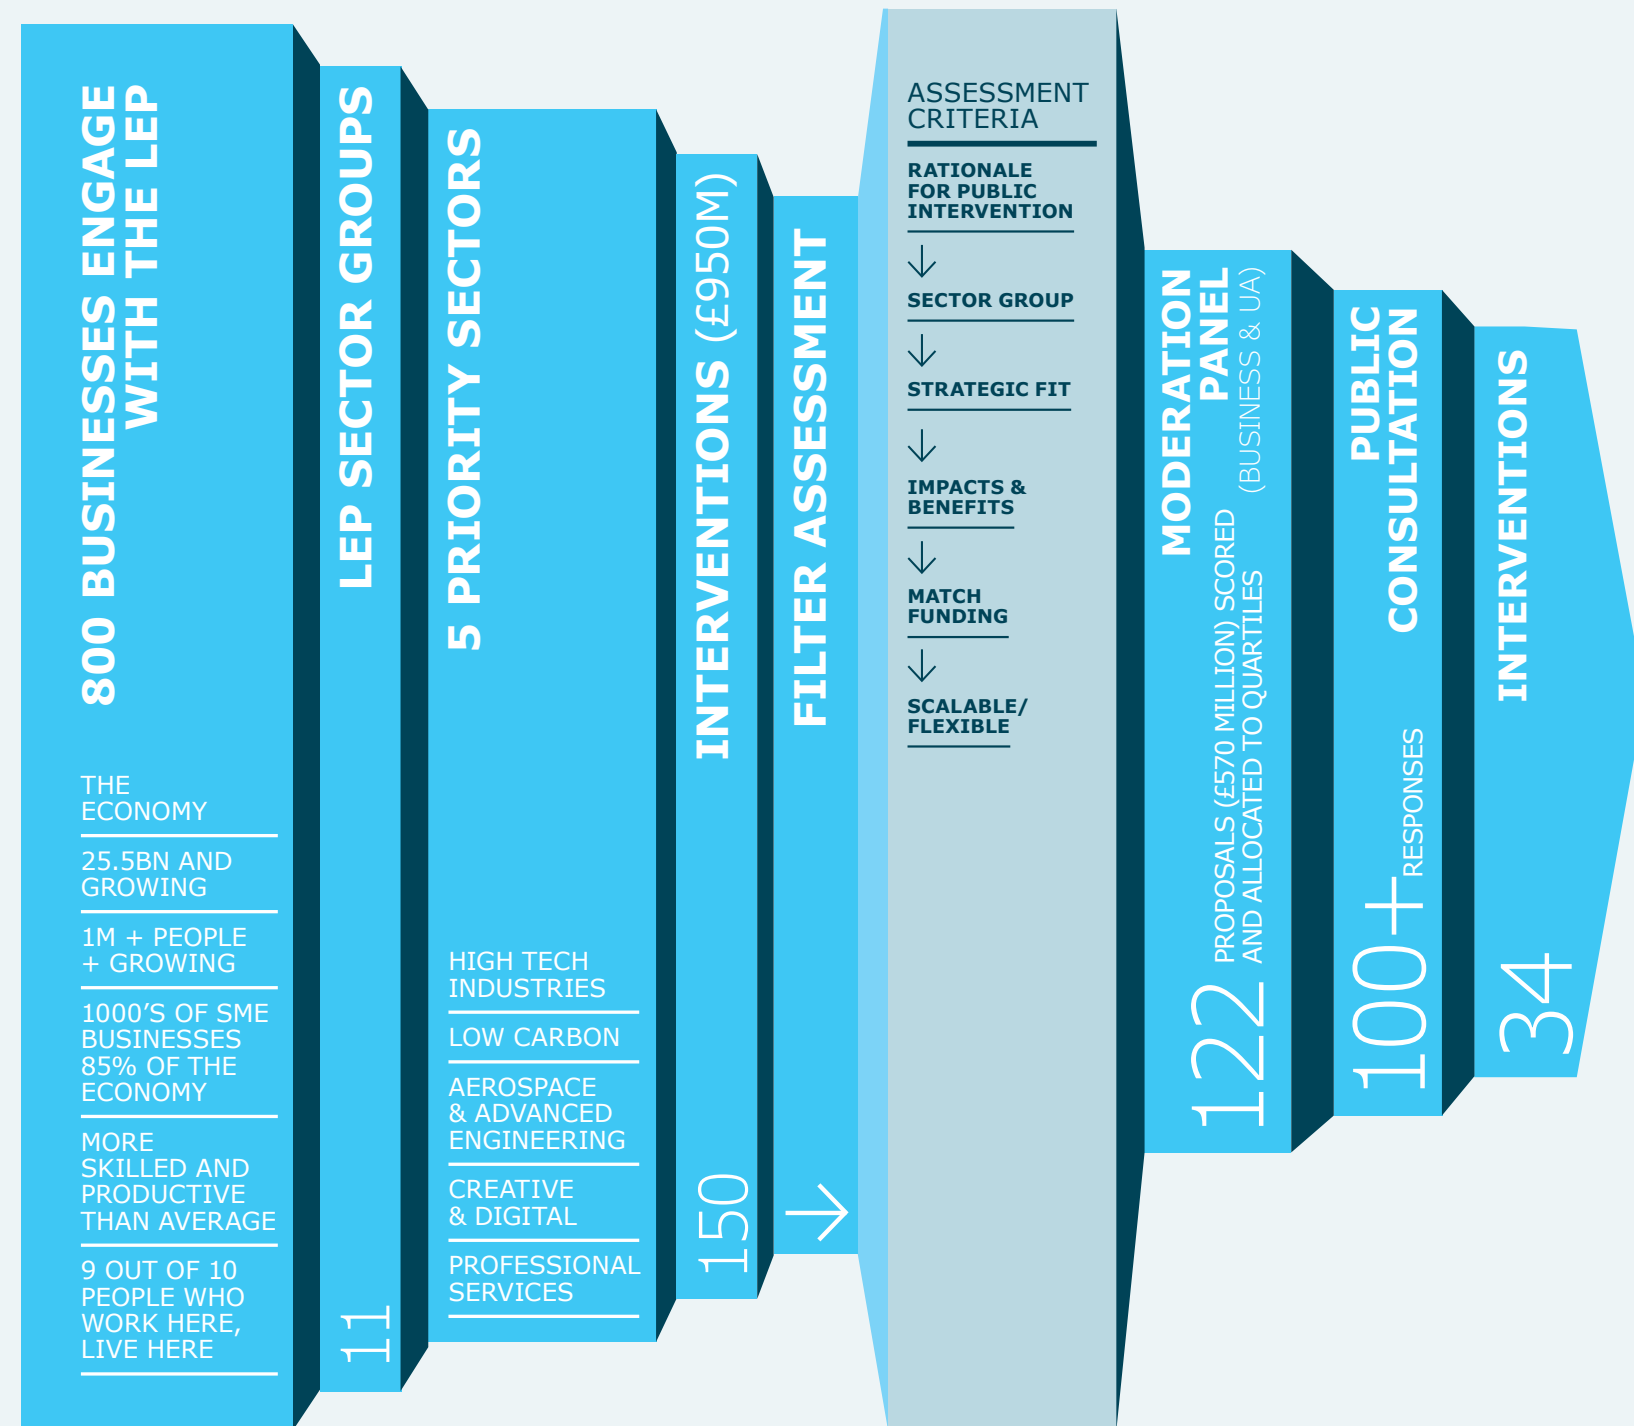 800 BUSINESSES ENGAGE
WITH THE LEP
THE
ECONOMY
25.5BN AND
GROWING
1M + PEOPLE
+ GROWING
1000’S OF SME
BUSINESSES
85% OF THE
ECONOMY
MORE
SKILLED AND
PRODUCTIVE
THAN AVERAGE
9 OUT OF 10
PEOPLE WHO
WORK HERE,
LIVE HERE
11 LEP SECTOR GROUPS
5 PRIORITY SECTORS
HIGH TECH
INDUSTRIES
LOW CARBON
AEROSPACE
& ADVANCED
ENGINEERING
CREATIVE
& DIGITAL
PROFESSIONAL
SERVICES
150 INTERVENTIONS (£950M)
FILTER ASSESSMENT
ASSESSMENT
CRITERIA
RATIONALE
FOR PUBLIC
INTERVENTION
SECTOR GROUP
STRATEGIC FIT
IMPACTS &
BENEFITS
MATCH
FUNDING
SCALABLE/
FLEXIBLE
MODERATION
PANEL
(BUSINESS & UA)
122 PROPOSALS (£570 MILLION) SCORED
AND ALLOCATED TO QUARTILES
PUBLIC
CONSULTATION
100+ RESPONSES
34 INTERVENTIONS